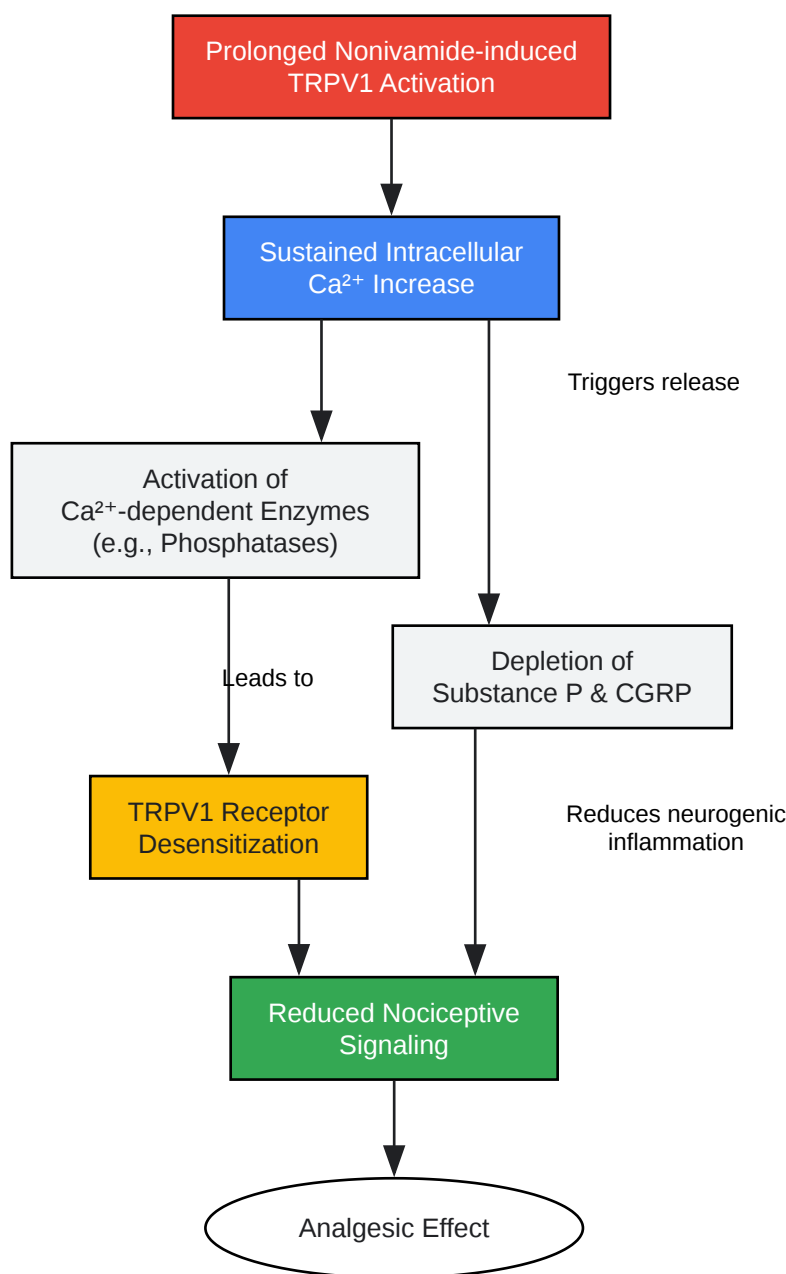 Prolonged Nonivamide-induced
TRPV1 Activation
Sustained Intracellular
Ca²⁺ Increase
Triggers release
Activation of
Ca²⁺-dependent Enzymes
(e.g., Phosphatases)
Leads to
Depletion of
Substance P & CGRP
TRPV1 Receptor
Desensitization
Reduces neurogenic
inflammation
Reduced Nociceptive
Signaling
Analgesic Effect